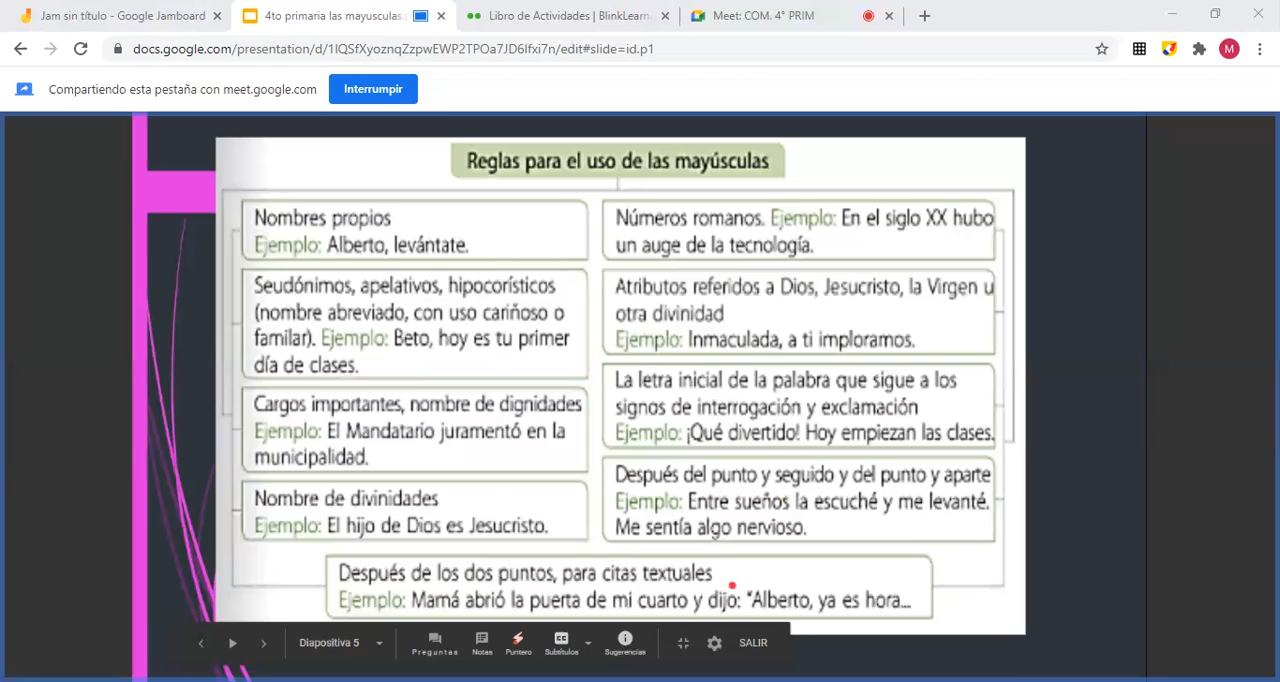 Jam sin título - Google Jamboard
4to primaria las mayusculas.
Libro de Actividades | BlinkLearn
Meet: COM. 4° PRIM
docs.google.com/presentation/d/1IQSfXyoznqZzpwEWP2TPOa7JD6lfxi7n/edit#slide=id.p1
M
Compartiendo esta pestaña con meet.google.com
Interrumpir
Reglas para el uso de las mayúsculas
Nombres propios
Ejemplo: Alberto, levántate.
Seudónimos, apelativos, hipocorísticos
(nombre abreviado, con uso cariñoso o
familar). Ejemplo: Beto, hoy es tu primer
día de clases.
Cargos importantes, nombre de dignidades
Ejemplo: El Mandatario juramentó en la
municipalidad.
Nombre de divinidades
Ejemplo: El hijo de Dios es Jesucristo.
Números romanos. Ejemplo: En el siglo XX hubo
un auge de la tecnología.
Atributos referidos a Dios, Jesucristo, la Virgen u
otra divinidad
Ejemplo: Inmaculada, a ti imploramos.
La letra inicial de la palabra que sigue a los
signos de interrogación y exclamación
Ejemplo: ¡Qué divertido! Hoy empiezan las clases.
Después del punto y seguido y del punto y aparte
Ejemplo: Entre sueños la escuché y me levanté.
Me sentía algo nervioso.
Después de los dos puntos, para citas textuales
Ejemplo: Mamá abrió la puerta de mi cuarto y dijo: "Alberto, ya es hora...
Diapositiva 5
Preguntas
Notas
Puntero
Subtítulos
Sugerencias
SALIR